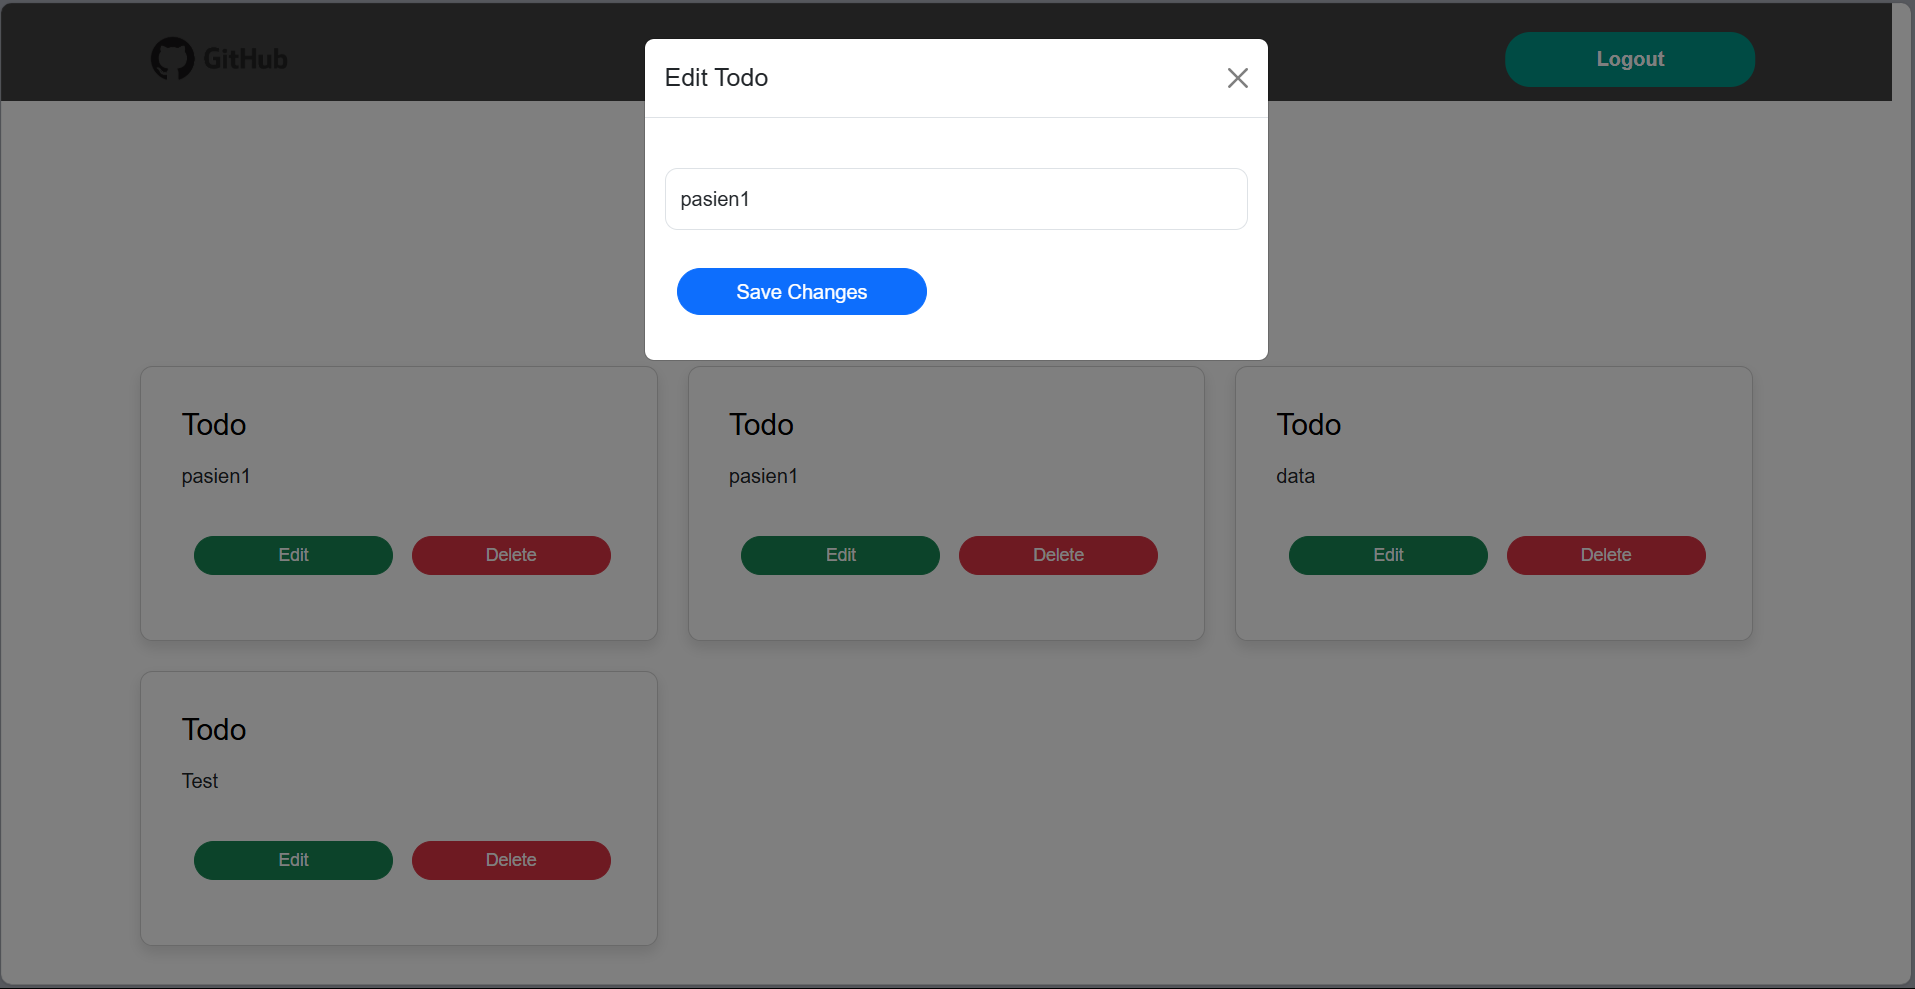 GitHub
Logout
Edit Todo
pasien1
Save Changes
Todo
pasien1
Edit
Delete
Todo
pasien1
Edit
Delete
Todo
data
Edit
Delete
Todo
Test
Edit
Delete